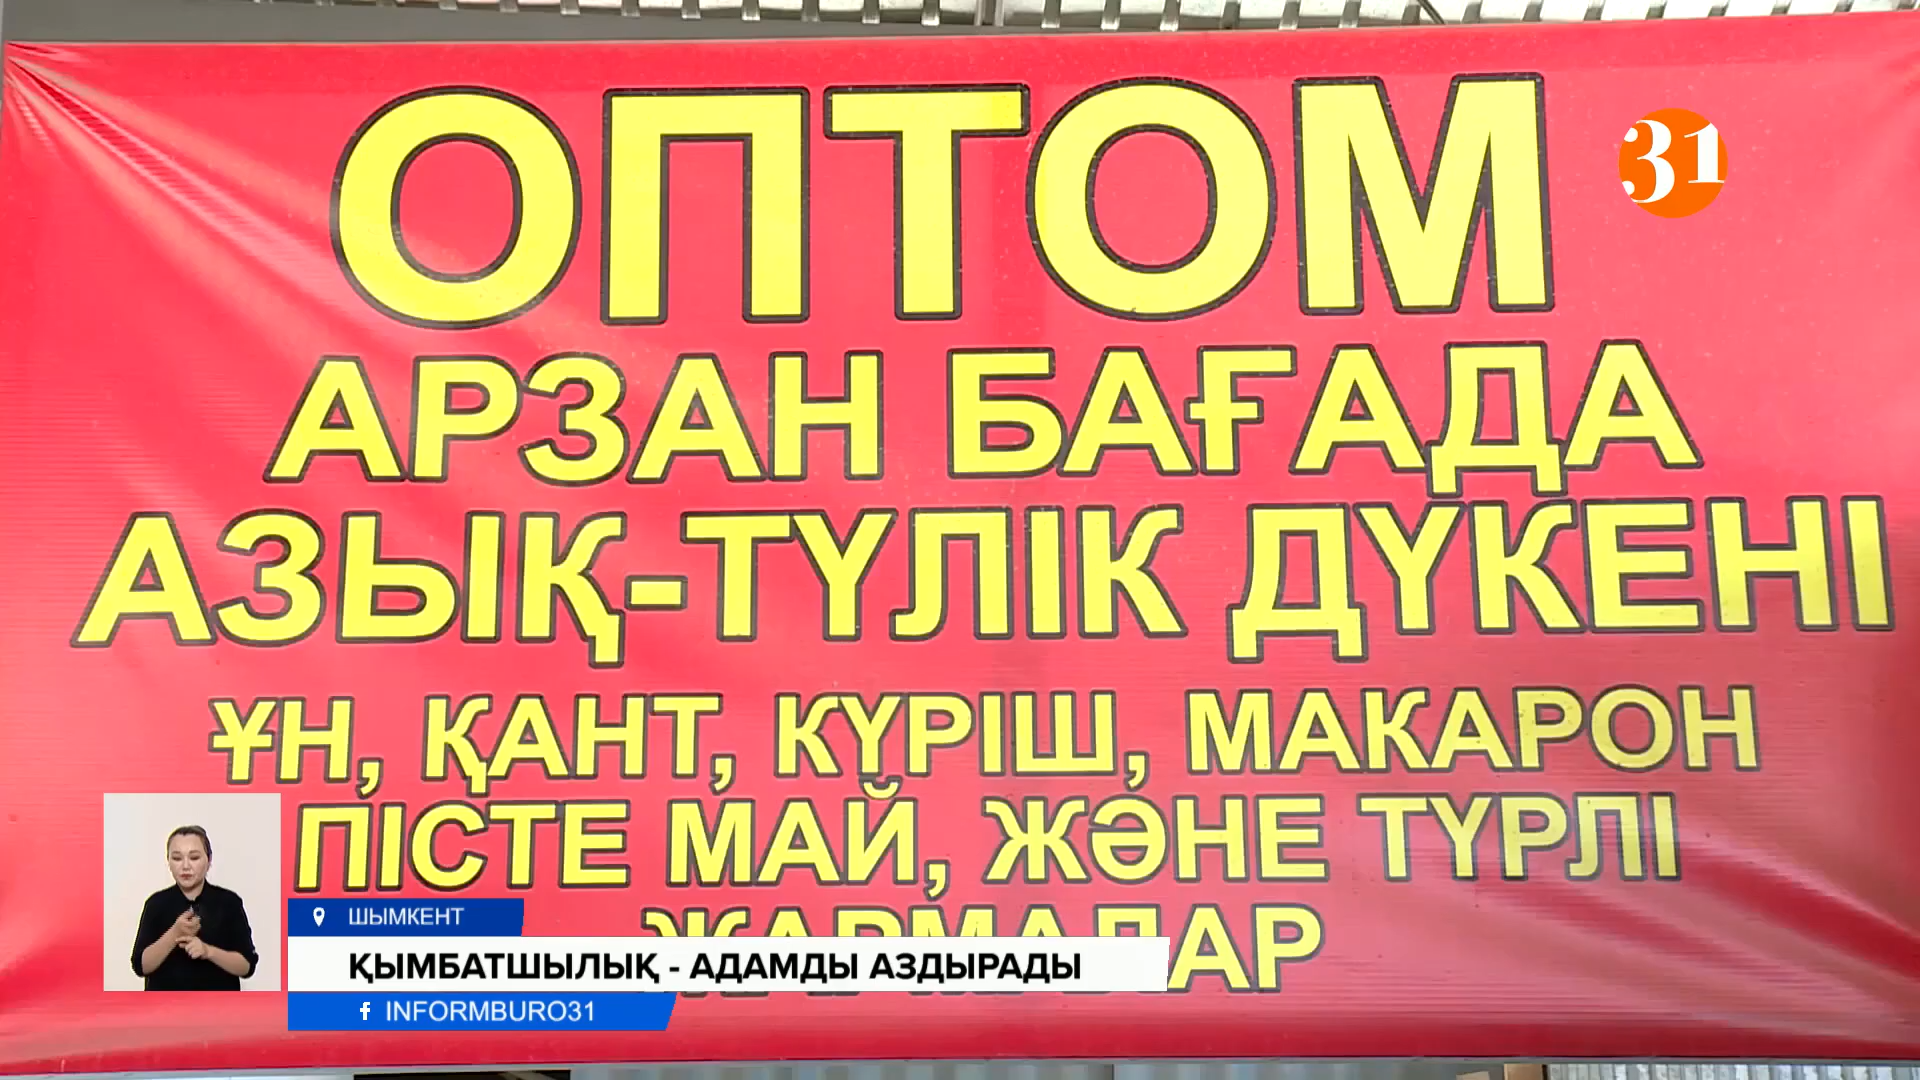 ОПТОМ
31
АРЗАН БАҒАДА
АЗЫҚ-ТҮЛІК ДҮКЕНІ
ҰН, ҚАНТ, КҮРІШ, МАКАРОН
ПІСТЕ МАЙ, ЖӘНЕ ТҮРЛІ
ЖАРМАЛАР
ШЫМКЕНТ
ҚЫМБАТШЫЛЫҚ - АДАМДЫ АЗДЫРАДЫ
INFORMBURO31